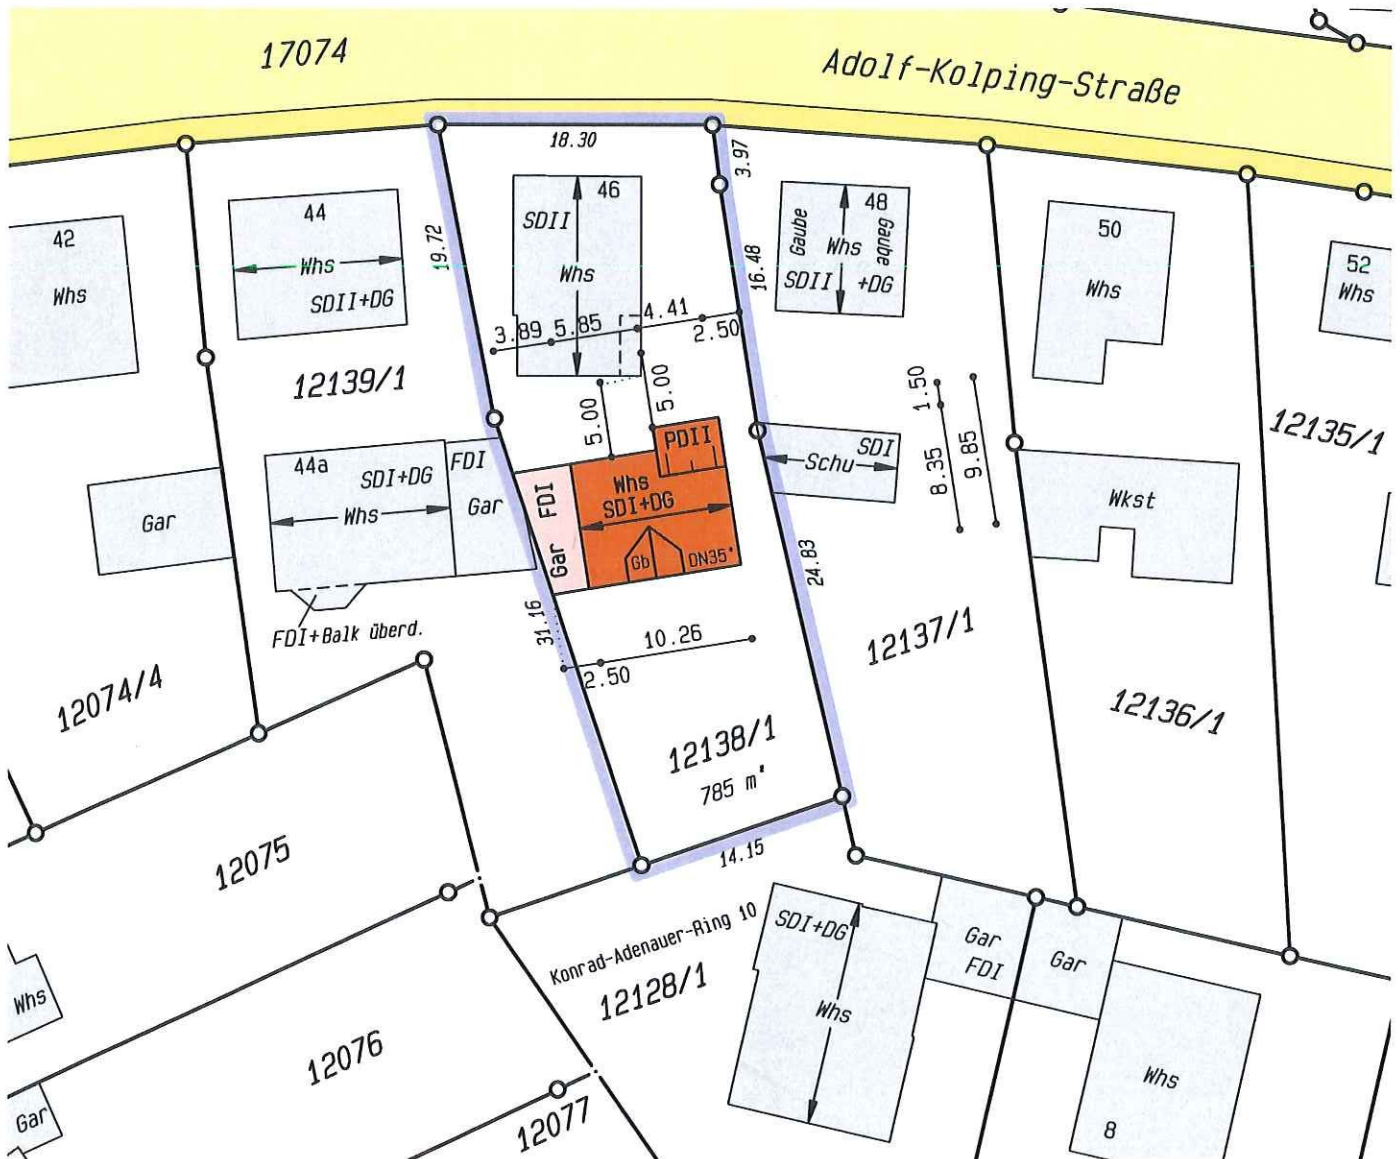 17074
Adolf-Kolping-Straße
18.30
3.97
42
Whs
44
Whs
SDII+DG
19.72
46
SDII
Whs
16.48
48
Gaube
Gaube
Whs
SDII +DG
50
Whs
52
Whs
3.89
5.85
4.41
2.50
12139/1
5.00
5.00
1.50
8.35
9.85
12135/1
44a
SDI+DG
Whs
FDI
Gar
Gar
FDI
Gar
PDII
Whs
SDI+DG
Gb
DN35°
SDI
Schu
Wkst
24.83
FDI+Balk überd.
31.16
10.26
2.50
12137/1
12074/4
12136/1
12138/1
785 m²
14.15
12075
Konrad-Adenauer-Ring 10
12128/1
SDI+DG
Whs
Gar
FDI
Gar
Whs
12076
Gar
12077
Whs
8